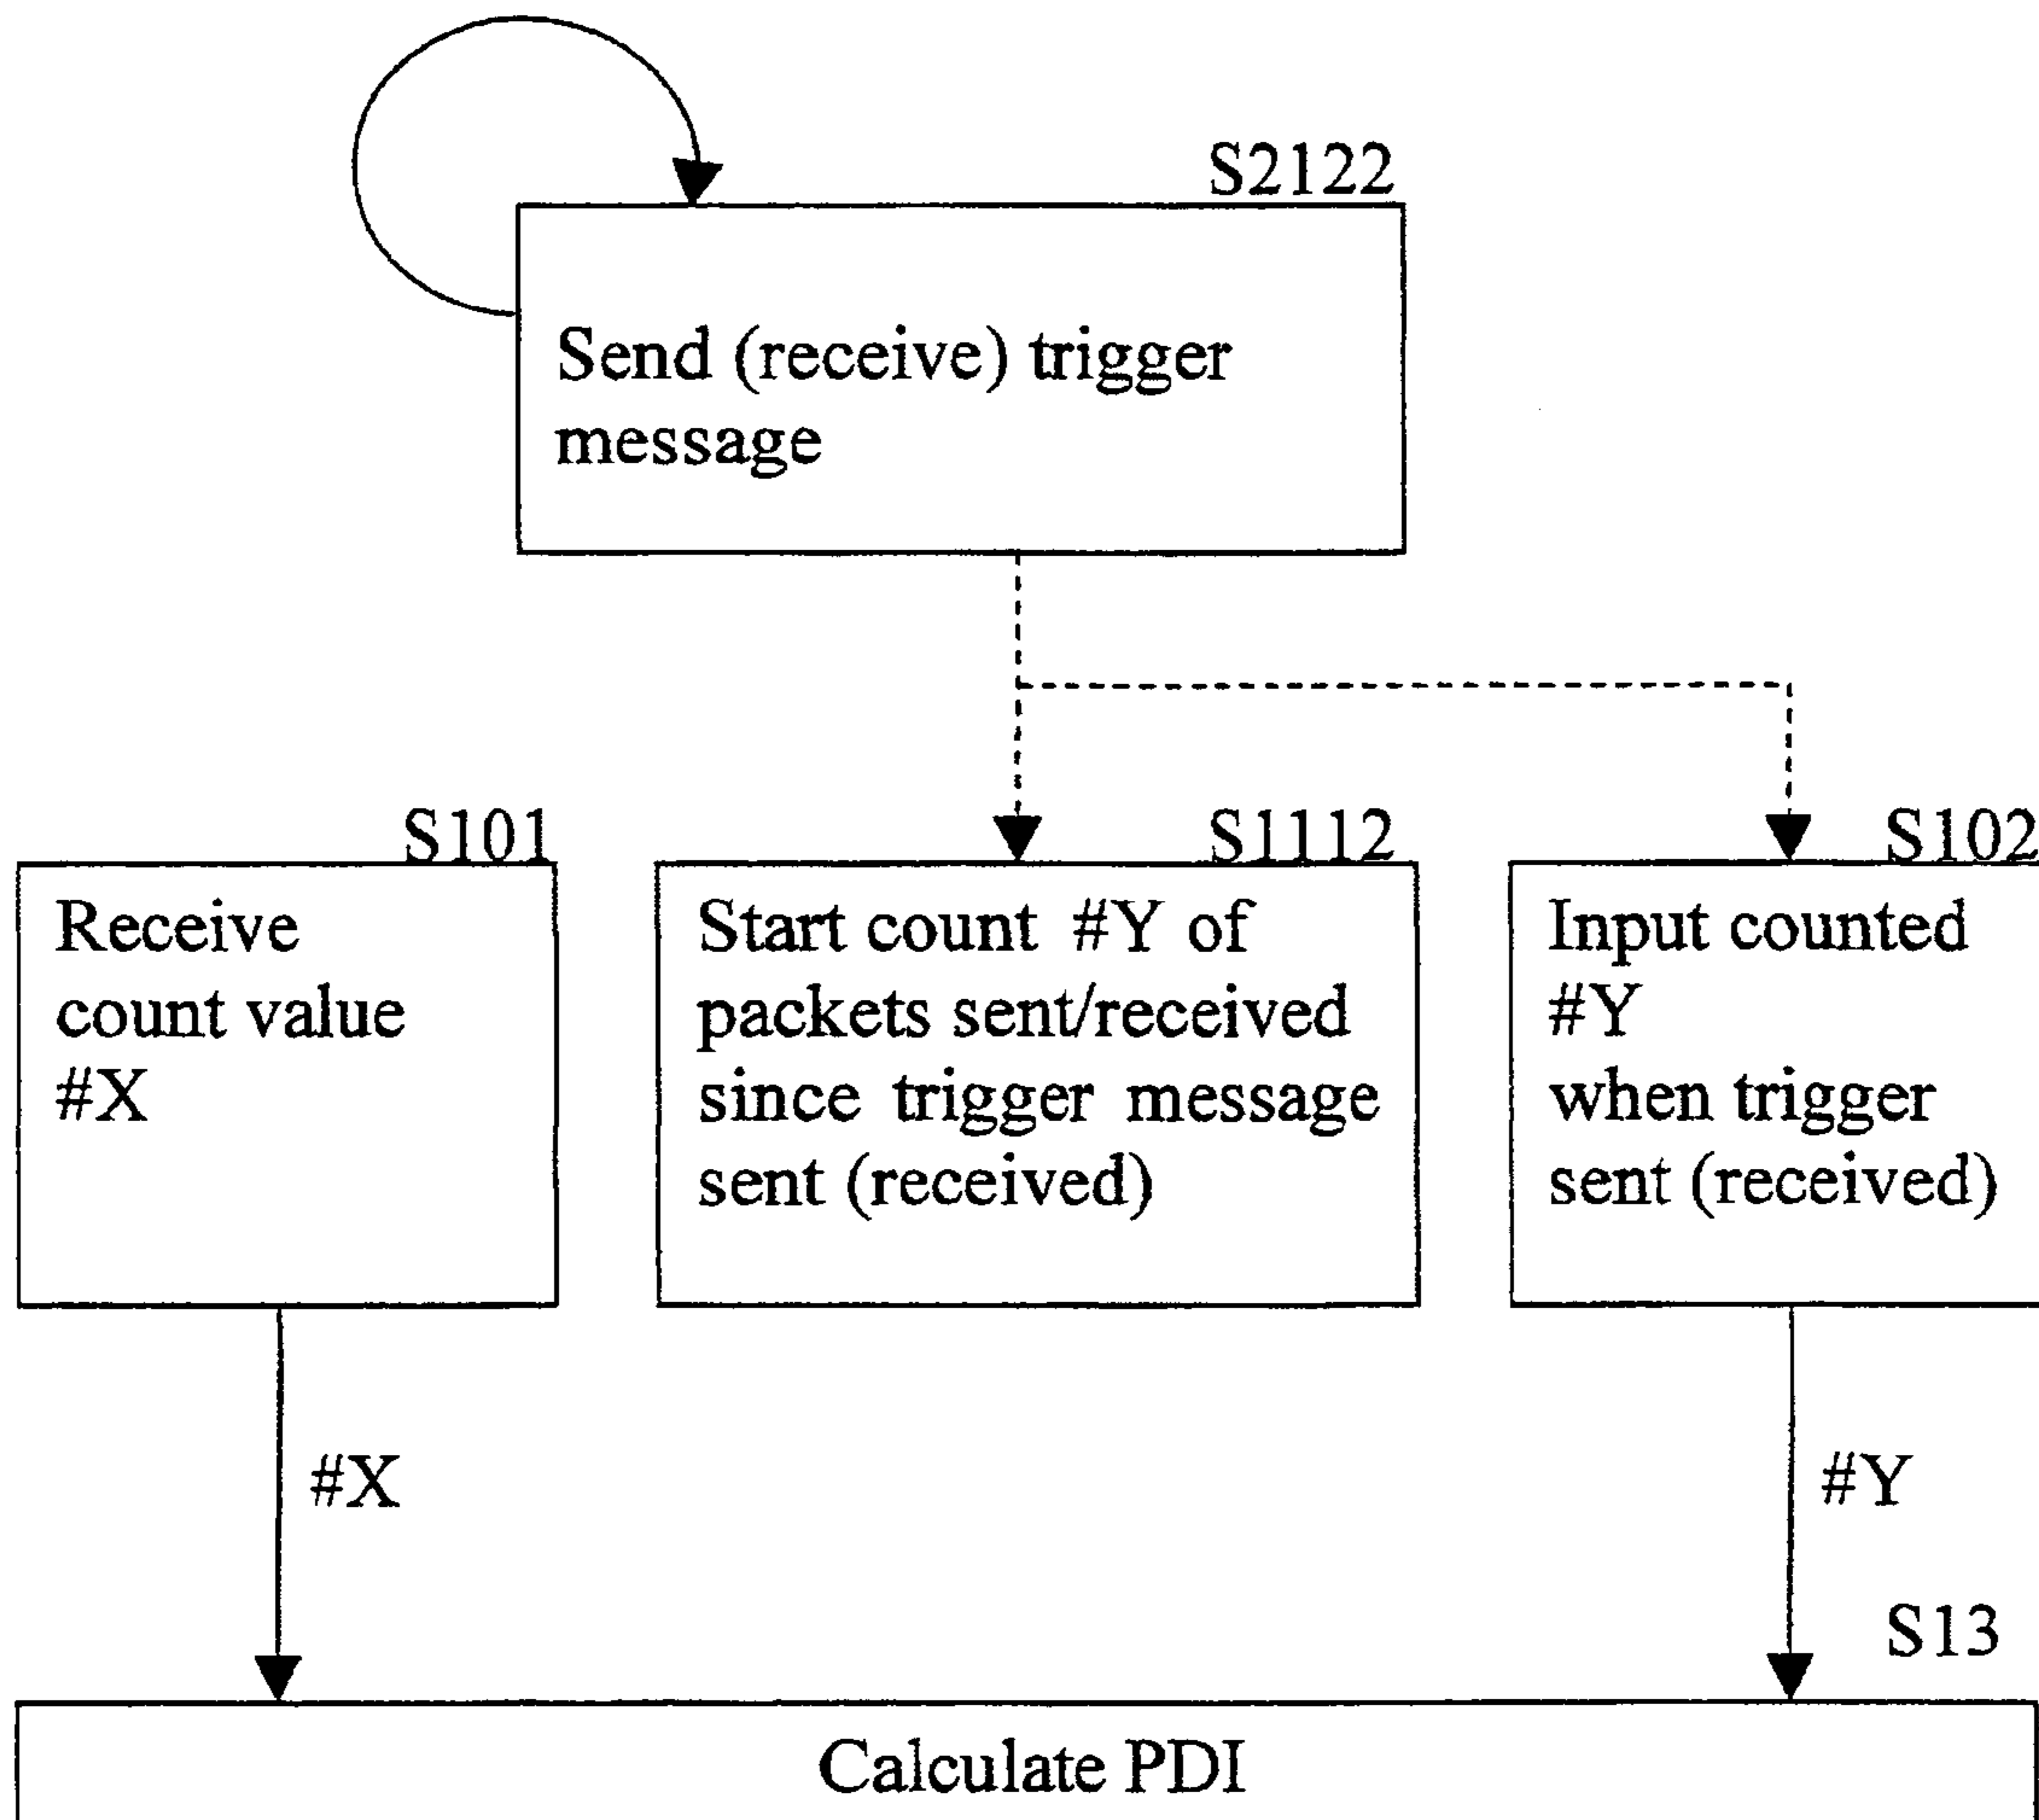 S2122
Send (receive) trigger
message
S101
Receive
count value
#X
S1112
Start count #Y of
packets sent/received
since trigger message
sent (received)
S102
Input counted
#Y
when trigger
sent (received)
#X
#Y
S13
Calculate PDI